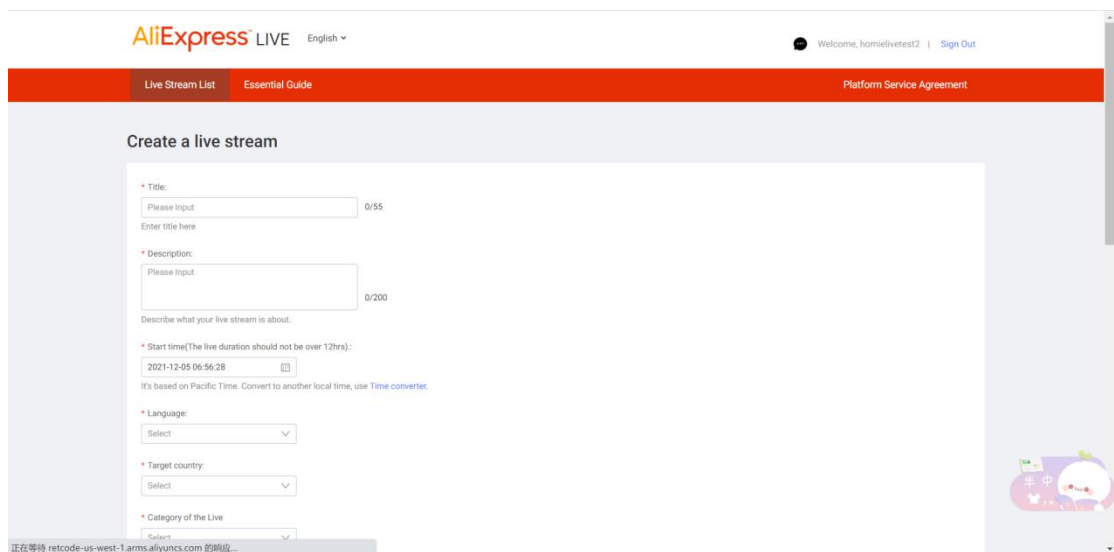 AliExpress LIVE English
Welcome, homielivetest2 | Sign Out
Live Stream List Essential Guide Platform Service Agreement
Create a live stream
* Title:
Please Input 0/55
Enter title here
* Description:
Please Input
0/200
Describe what your live stream is about.
* Start time(The live duration should not be over 12hrs).:
2021-12-05 06:56:28
It's based on Pacific Time. Convert to another local time, use Time converter.
* Language:
Select
* Target country:
Select
半 中
* Category of the Live
Select
正在等待 retcode-us-west-1.arms.aliyuncs.com 的响应...